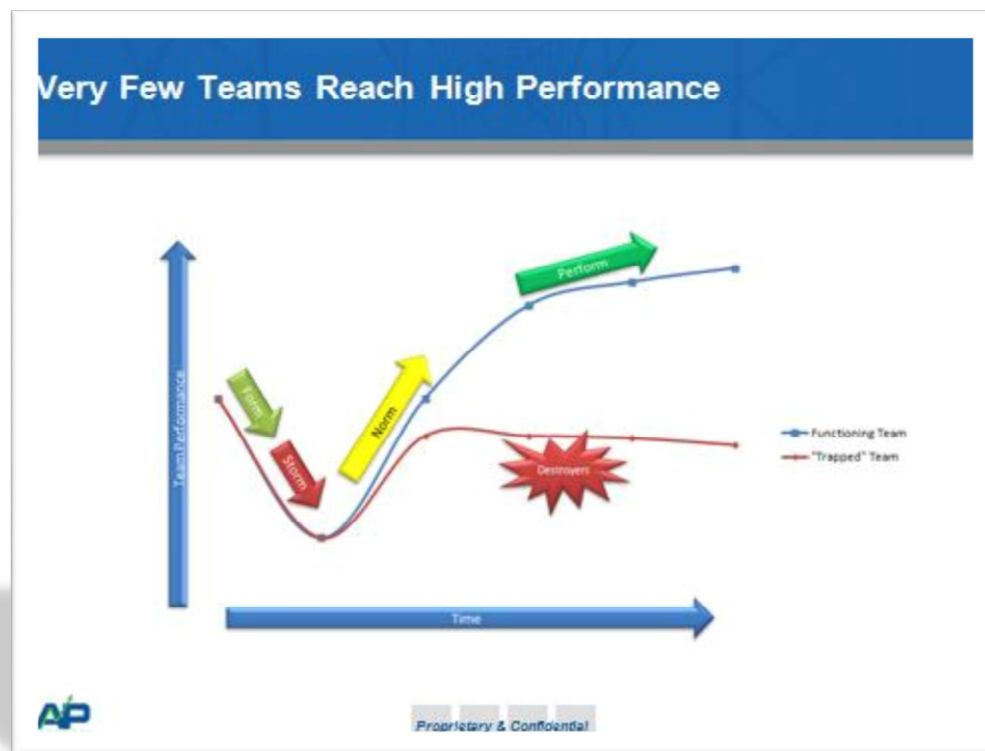 Very Few Teams Reach High Performance
Perform
Form
Storm
Norm
Team Performance
Functioning Team
"Trapped" Team
Destroyers
Time
AIP
Proprietary & Confidential